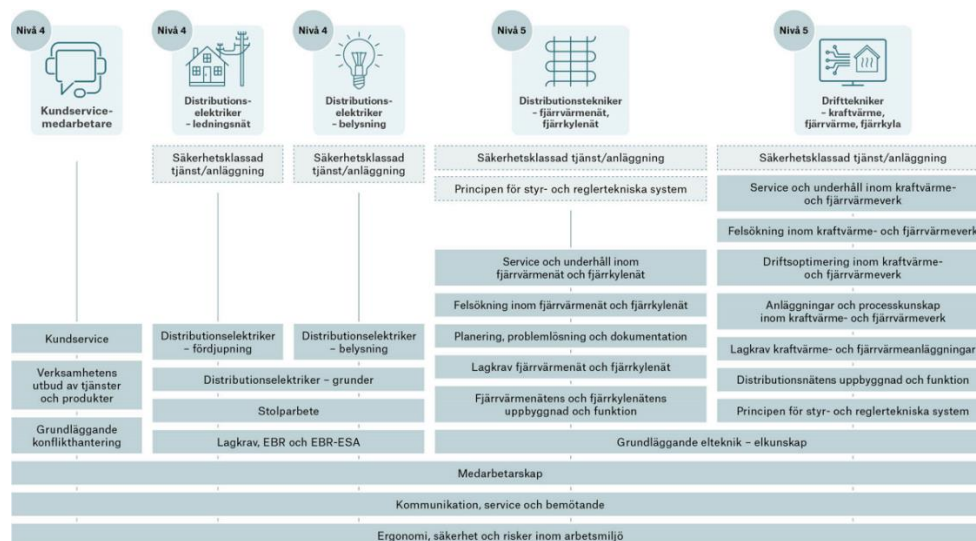 Nivå 4
Kundservice-
medarbetare
Kundservice
Verksamhetens
utbud av tjänster
och produkter
Grundläggande
konflikthantering
Nivå 4
Distributions-
elektriker
– ledningsnät
Säkerhetsklassad
tjänst/anläggning
Distributionselektriker
– fördjupning
Nivå 4
Distributions-
elektriker
– belysning
Säkerhetsklassad
tjänst/anläggning
Distributionselektriker
– belysning
Distributionselektriker – grunder
Stolparbete
Lagkrav, EBR och EBR-ESA
Nivå 5
Distributionstekniker
– fjärrvärmenät,
fjärrkylenät
Säkerhetsklassad tjänst/anläggning
Principen för styr- och reglertekniska system
Service och underhåll inom
fjärrvärmenät och fjärrkylenät
Felsökning inom fjärrvärmenät och fjärrkylenät
Planering, problemlösning och dokumentation
Lagkrav fjärrvärmenät och fjärrkylenät
Fjärrvärmenätens och fjärrkylenätens
uppbyggnad och funktion
Nivå 5
Drifttekniker
– kraftvärme,
fjärrvärme, fjärrkyla
Säkerhetsklassad tjänst/anläggning
Service och underhåll inom kraftvärme-
och fjärrvärmeverk
Felsökning inom kraftvärme- och fjärrvärmeverk
Driftsoptimering inom kraftvärme-
och fjärrvärmeverk
Anläggningar och processkunskap
inom kraftvärme- och fjärrvärmeverk
Lagkrav kraftvärme- och fjärrvärmeanläggningar
Distributionsnätens uppbyggnad och funktion
Principen för styr- och reglertekniska system
Grundläggande elteknik – elkunskap
Medarbetarskap
Kommunikation, service och bemötande
Ergonomi, säkerhet och risker inom arbetsmiljö